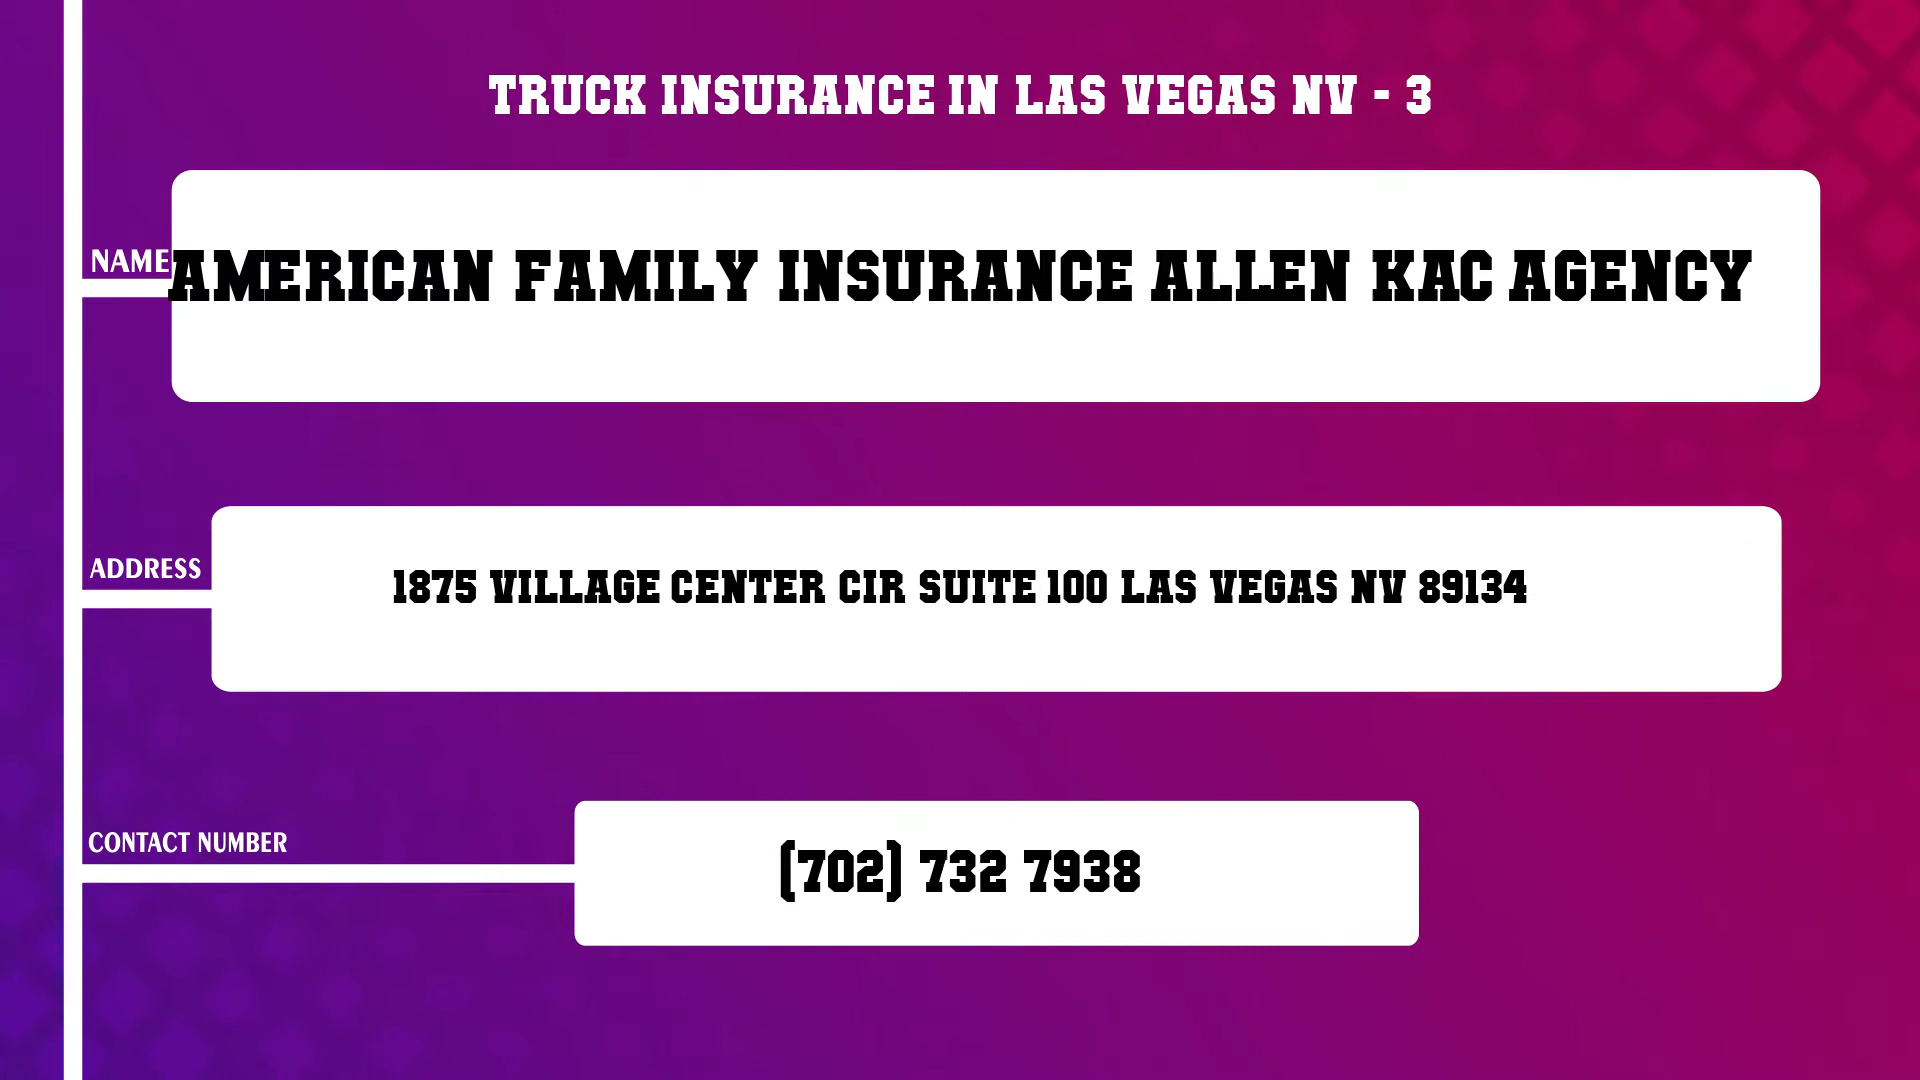 TRUCK INSURANCE IN LAS VEGAS NV - 3
NAME
AMERICAN FAMILY INSURANCE ALLEN KAC AGENCY
ADDRESS
1875 VILLAGE CENTER CIR SUITE 100 LAS VEGAS NV 89134
CONTACT NUMBER
(702) 732 7938